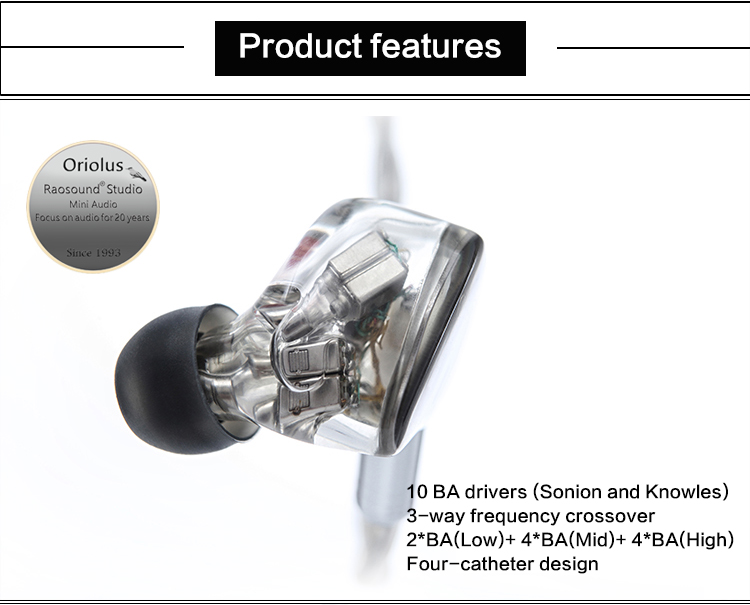 Product features
Oriolus
Raosound® Studio
Mini Audio
Focus on audio for 20 years
Since 1993
10 BA drivers (Sonion and Knowles)
3-way frequency crossover
2*BA(Low)+ 4*BA(Mid)+ 4*BA(High)
Four-catheter design